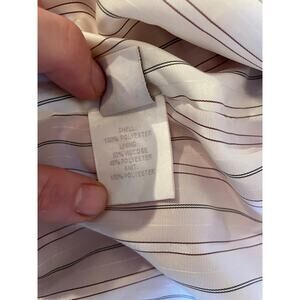 SHELL:
100% POLYESTER
LINING:
60% VISCOSE
40% POLYESTER
KNIT:
100% POLYESTER